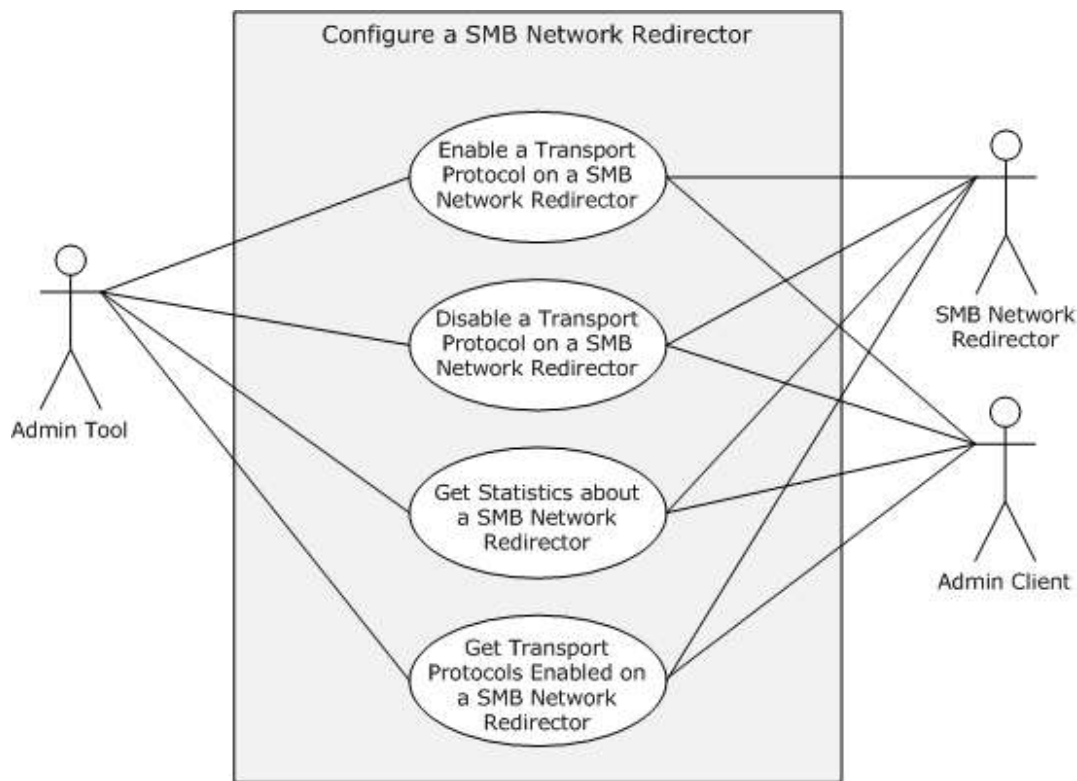 Configure a SMB Network Redirector
Enable a Transport
Protocol on a SMB
Network Redirector
Disable a Transport
Protocol on a SMB
Network Redirector
Get Statistics about
a SMB Network
Redirector
Get Transport
Protocols Enabled on
a SMB Network
Redirector
Admin Tool
SMB Network
Redirector
Admin Client